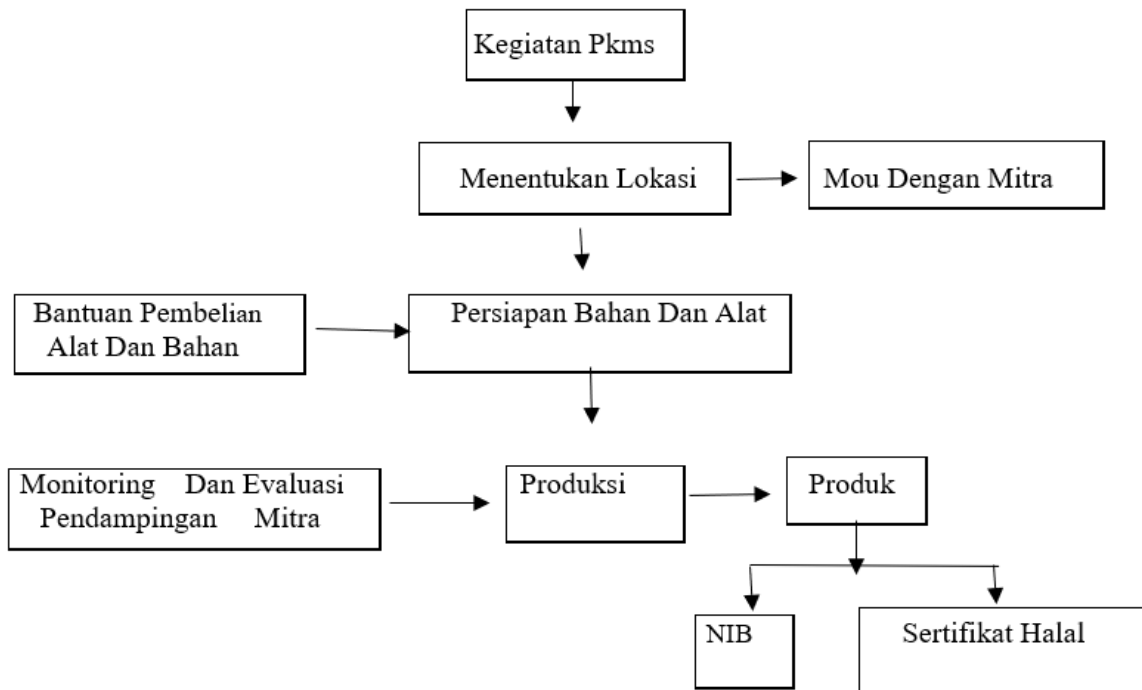 Kegiatan Pkms
Menentukan Lokasi
Mou Dengan Mitra
Bantuan Pembelian
Alat Dan Bahan
Persiapan Bahan Dan Alat
Monitoring Dan Evaluasi
Pendampingan Mitra
Produksi
Produk
NIB
Sertifikat Halal